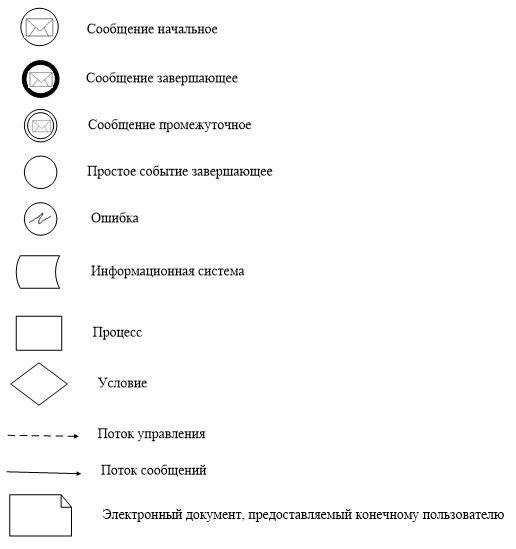 Сообщение начальное
Сообщение завершающее
Сообщение промежуточное
Простое событие завершающее
Ошибка
Информационная система
Процесс
Условие
Поток управления
Поток сообщений
Электронный документ, предоставляемый конечному пользователю